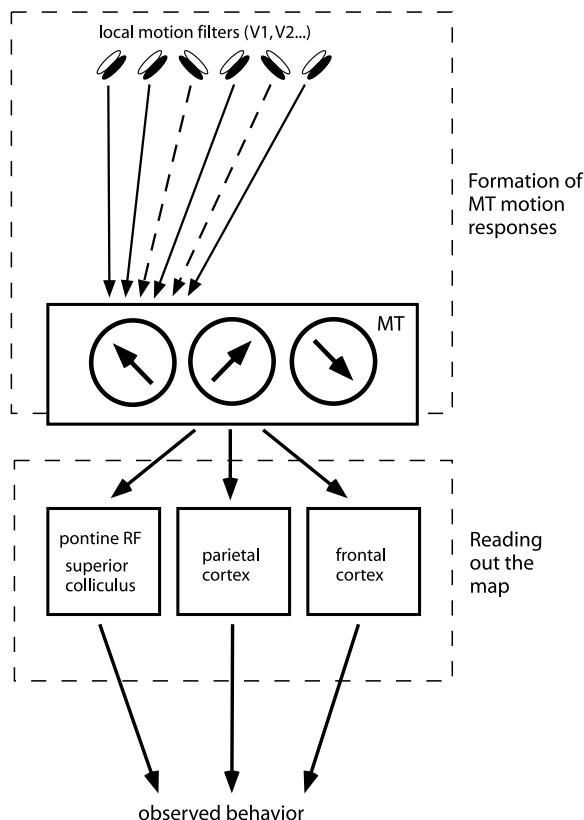 local motion filters (V1, V2...)
Formation of
MT motion
responses
MT
pontine RF
superior
colliculus
parietal
cortex
frontal
cortex
Reading
out the
map
observed behavior